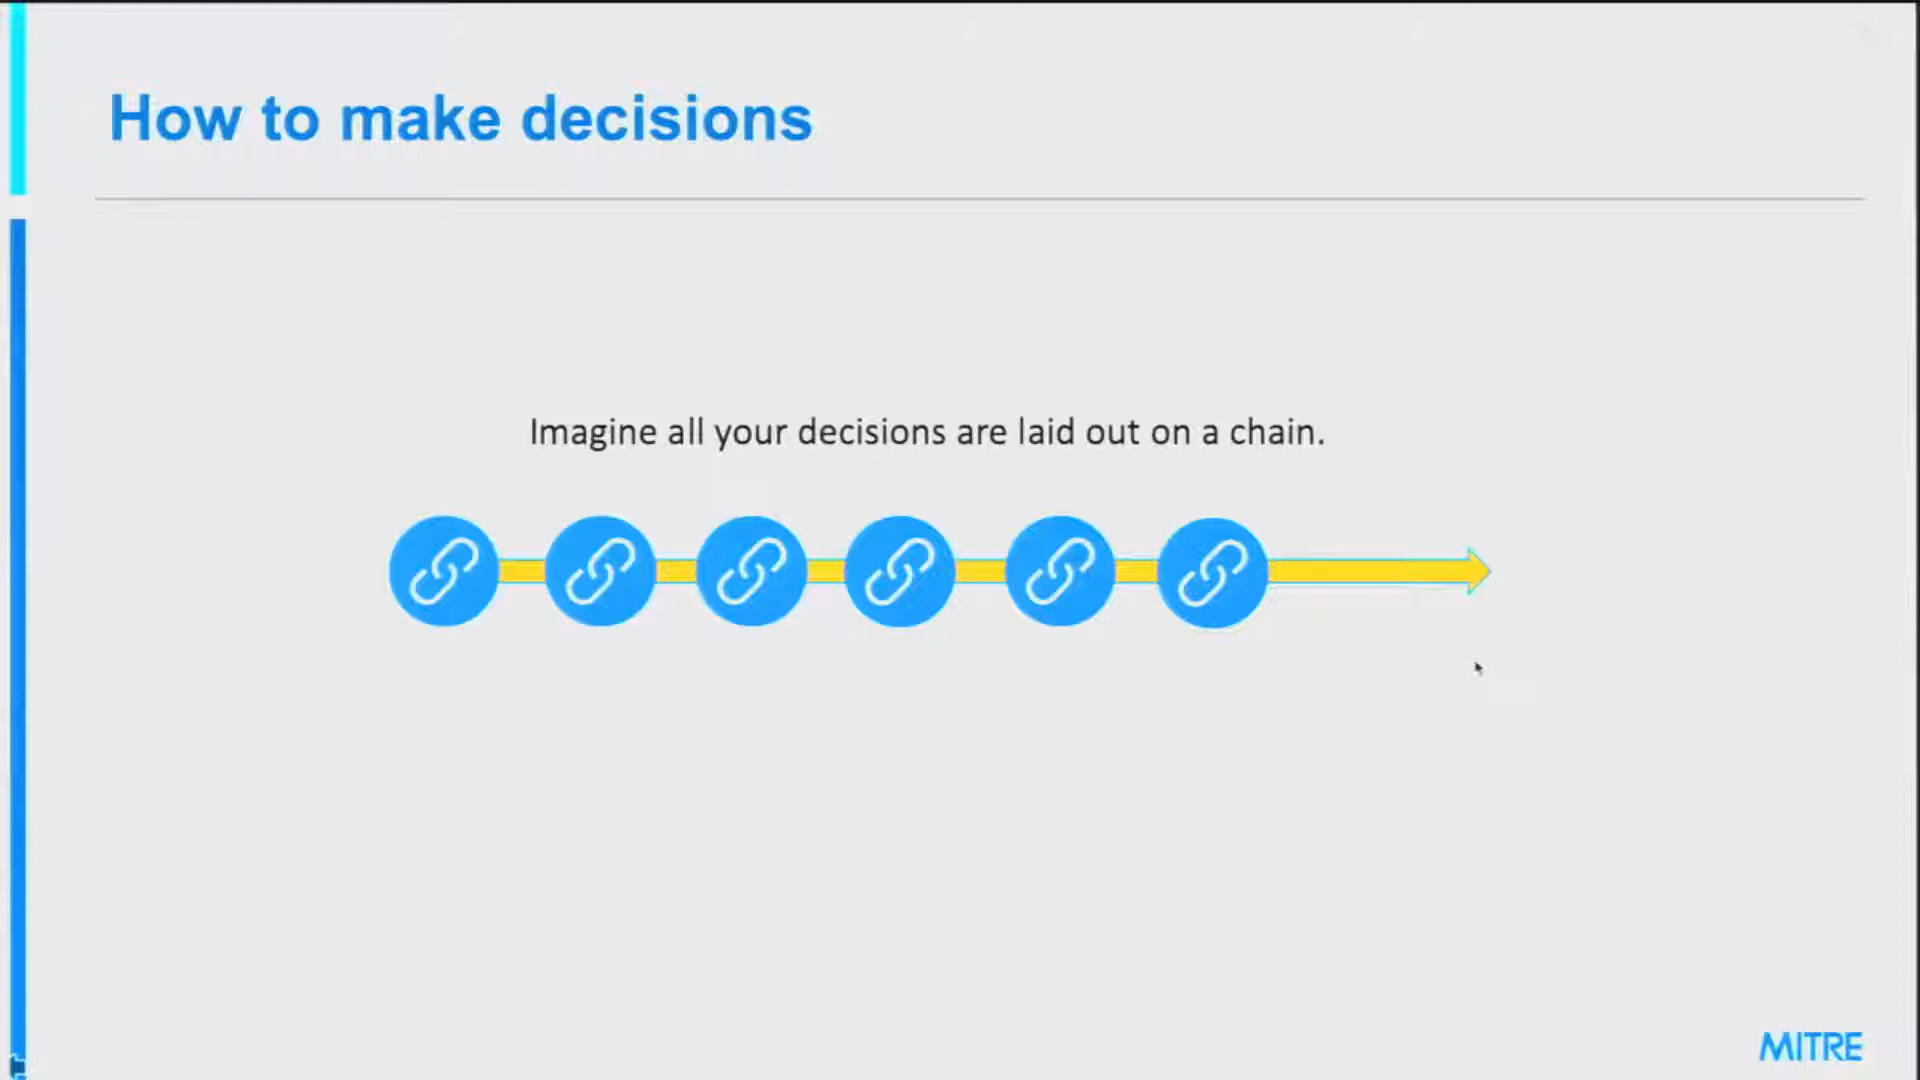 How to make decisions
Imagine all your decisions are laid out on a chain.
MITRE